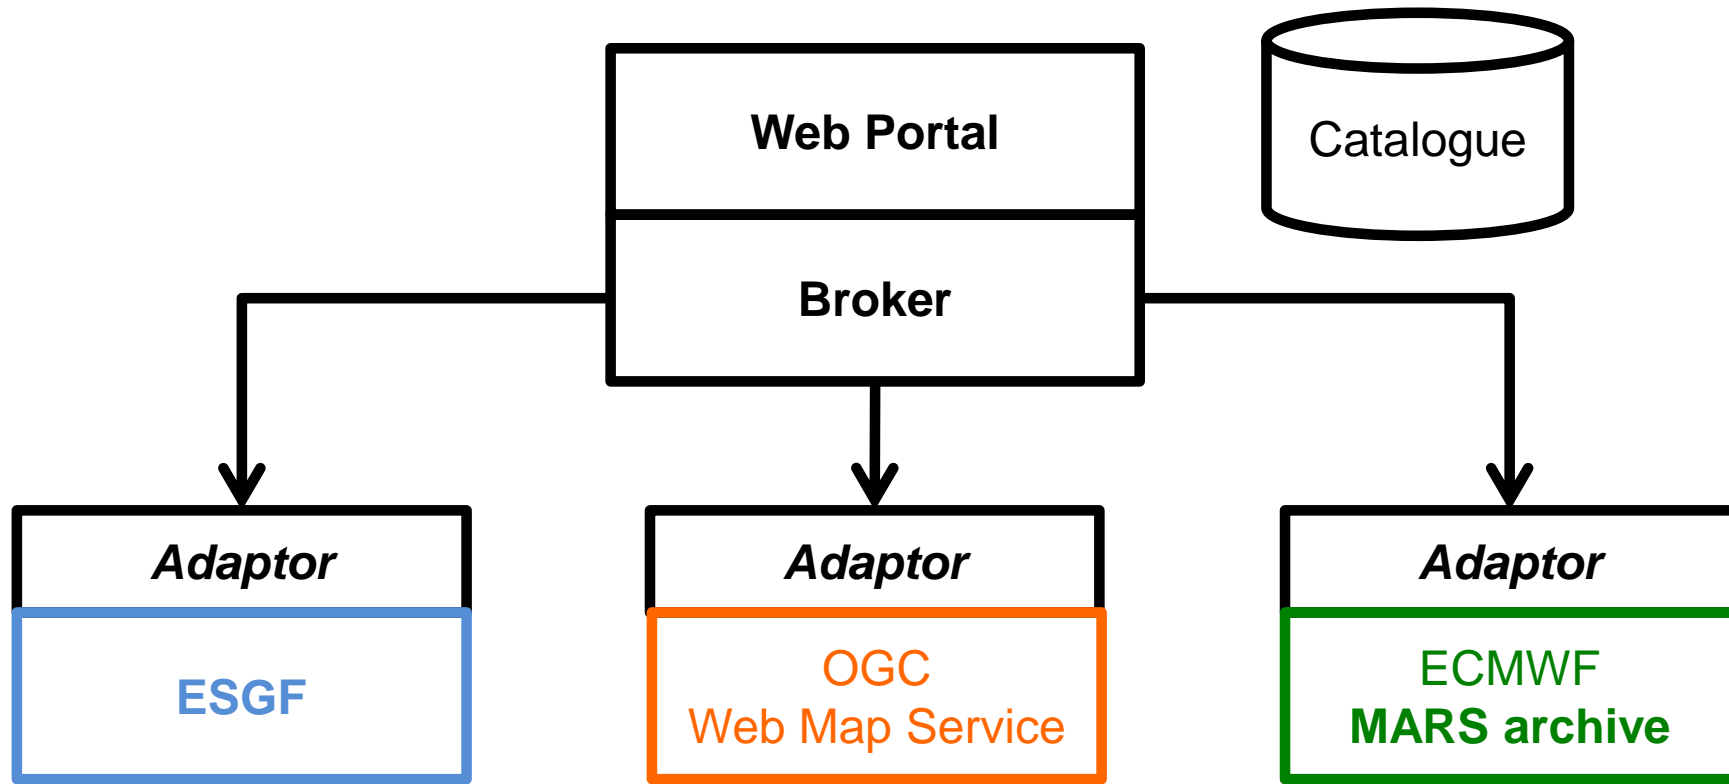 Web Portal
Catalogue
Broker
Adaptor
Adaptor
Adaptor
ESGF
OGC
Web Map Service
ECMWF
MARS archive